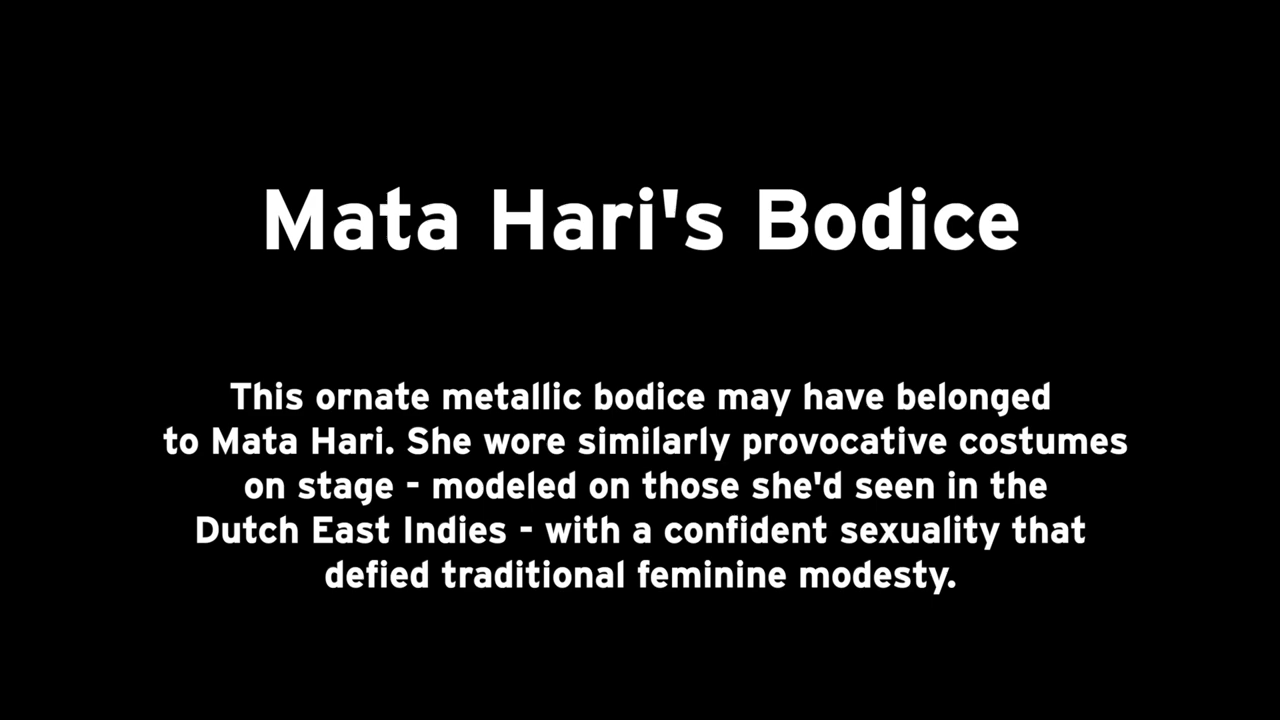 Mata Hari's Bodice
This ornate metallic bodice may have belonged
to Mata Hari. She wore similarly provocative costumes
on stage - modeled on those she'd seen in the
Dutch East Indies - with a confident sexuality that
defied traditional feminine modesty.